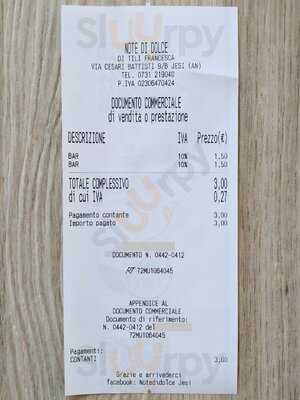 NOTE DI DOLCE
DI TILI FRANCESCA
VIA CESARI BATTISTI 9/B JESI (AN)
TEL. 0731 219040
P.IVA 02306470424
DOCUMENTO COMMERCIALE
di vendita o prestazione
DESCRIZIONE IVA Prezzo(€)
BAR 10% 1,50
BAR 10% 1,50
TOTALE COMPLESSIVO 3,00
di cui IVA 0,27
Pagamento contante 3,00
Importo pagato 3,00
DOCUMENTO N. 0442-0412
RT 72MU1064045
APPENDICE AL
DOCUMENTO COMMERCIALE
Documento di riferimento:
N. 0442-0412 del
72MU1064045
Pagamenti:
CONTANTI 3,00
Grazie e arrivederci
facebook: Notedidolce Jesi